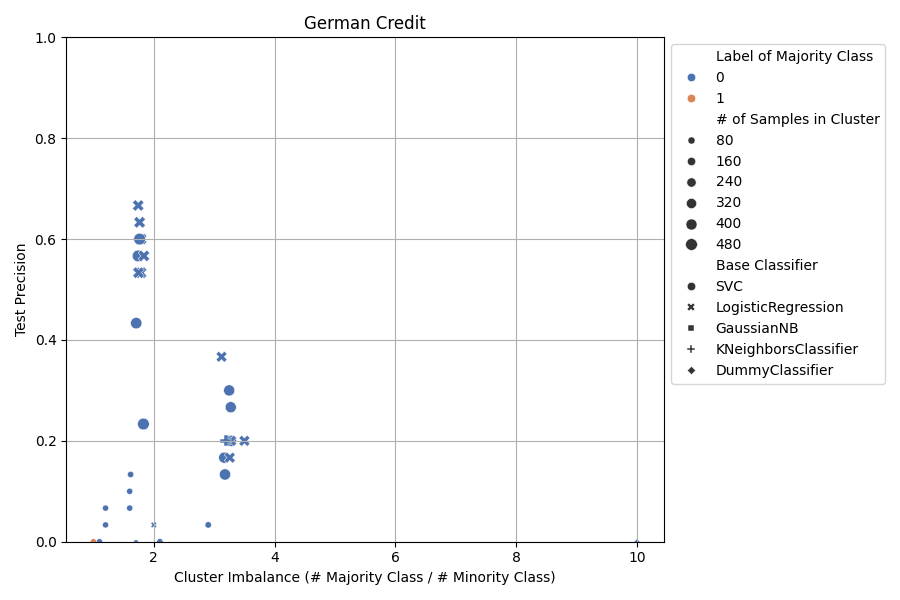 German Credit
1.0
0.8
0.6
0.4
0.2
0.0
Test Precision
2
4
6
8
10
Cluster Imbalance (# Majority Class / # Minority Class)
Label of Majority Class
0
1
# of Samples in Cluster
80
160
240
320
400
480
Base Classifier
SVC
LogisticRegression
GaussianNB
KNeighborsClassifier
DummyClassifier